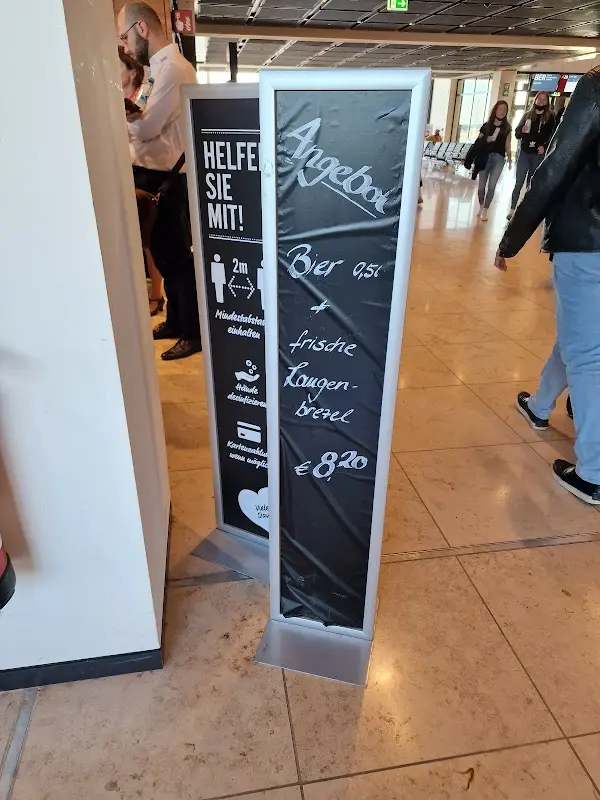 HELFEN
SIE
MIT!
2m
Mindestabstand
einhalten
Hände
desinfizieren
Kartenzahlung
wenn möglich
Angebot
Bier 0,5l
+
frische
Laugen-
brezel
€ 8,20
BER